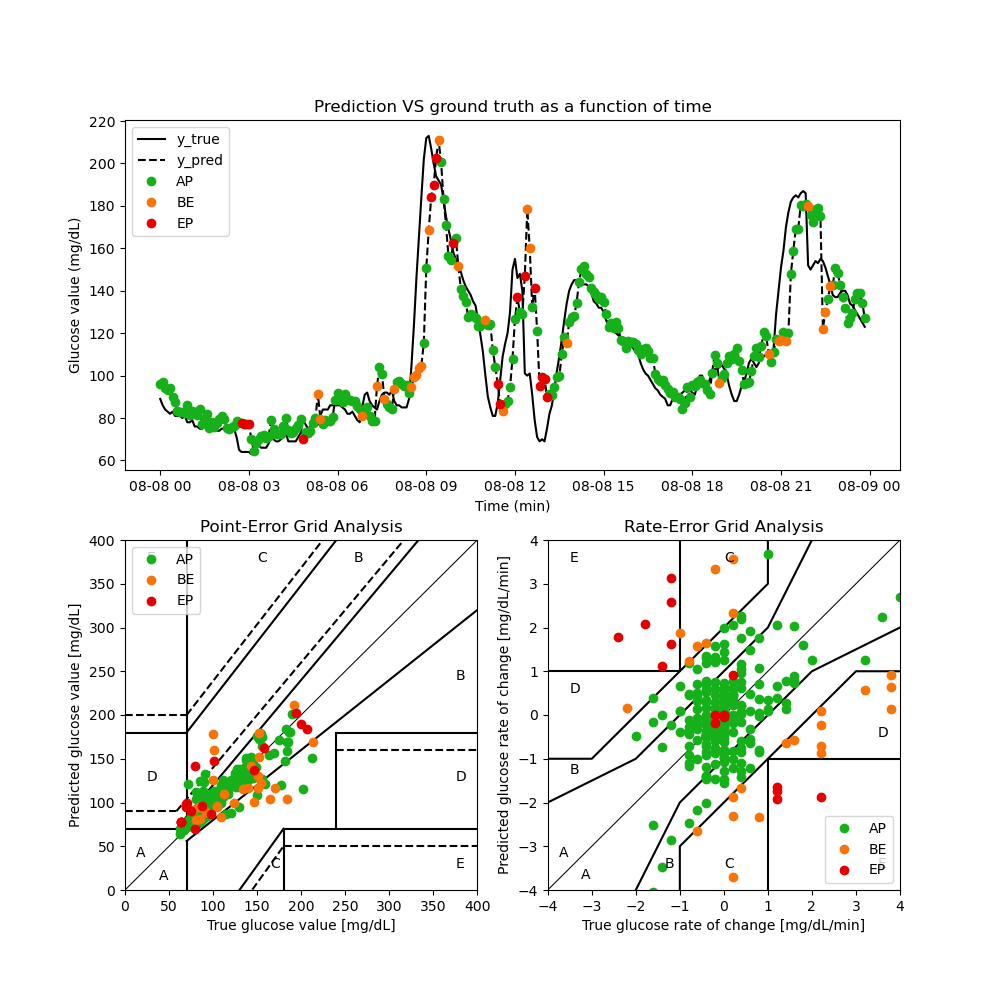 Prediction VS ground truth as a function of time
Glucose value (mg/dL)
220
200
180
160
140
120
100
80
60
y_true
y_pred
AP
BE
EP
08-08 00 08-08 03 08-08 06 08-08 09 08-08 12 08-08 15 08-08 18 08-08 21 08-09 00
Time (min)
Point-Error Grid Analysis
Predicted glucose value [mg/dL]
400
350
300
250
200
150
100
50
0
AP
BE
EP
C
B
B
D
D
A
A
C
E
0 50 100 150 200 250 300 350 400
True glucose value [mg/dL]
Rate-Error Grid Analysis
Predicted glucose rate of change [mg/dL/min]
4
3
2
1
0
−1
−2
−3
−4
E
C
D
B
D
A
A
B
C
AP
BE
EP
−4 −3 −2 −1 0 1 2 3 4
True glucose rate of change [mg/dL/min]